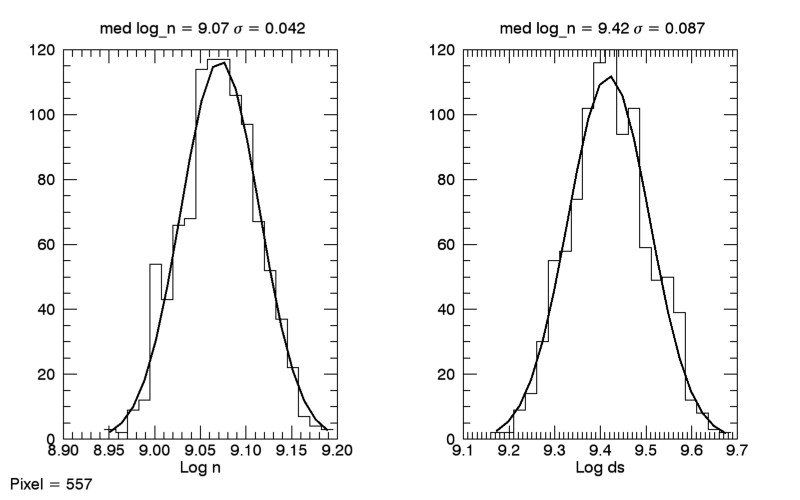 med log_n = 9.07 σ = 0.042
120
100
80
60
40
20
0
8.90 8.95 9.00 9.05 9.10 9.15 9.20
Log n
med log_n = 9.42 σ = 0.087
120
100
80
60
40
20
0
9.1 9.2 9.3 9.4 9.5 9.6 9.7
Log ds
Pixel = 557